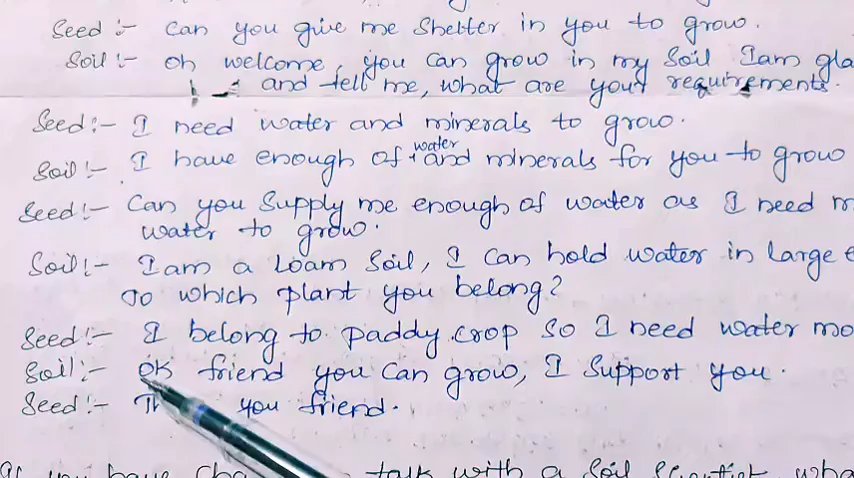 Seed :- Can you give me shelter in you to grow.
Soil :- Oh welcome, you can grow in my Soil I am gla
and tell me, what are your requirements.
Seed :- I need water and minerals to grow.
Soil :- I have enough of water and minerals for you to grow
Seed :- Can you Supply me enough of water as I need m
water to grow.
Soil :- I am a Loam Soil, I can hold water in large
To which plant you belong?
Seed :- I belong to paddy crop so I need water mo
Soil :- OK friend you can grow, I Support you.
Seed :- you friend.
you have talk with a Soil Scientist, wha